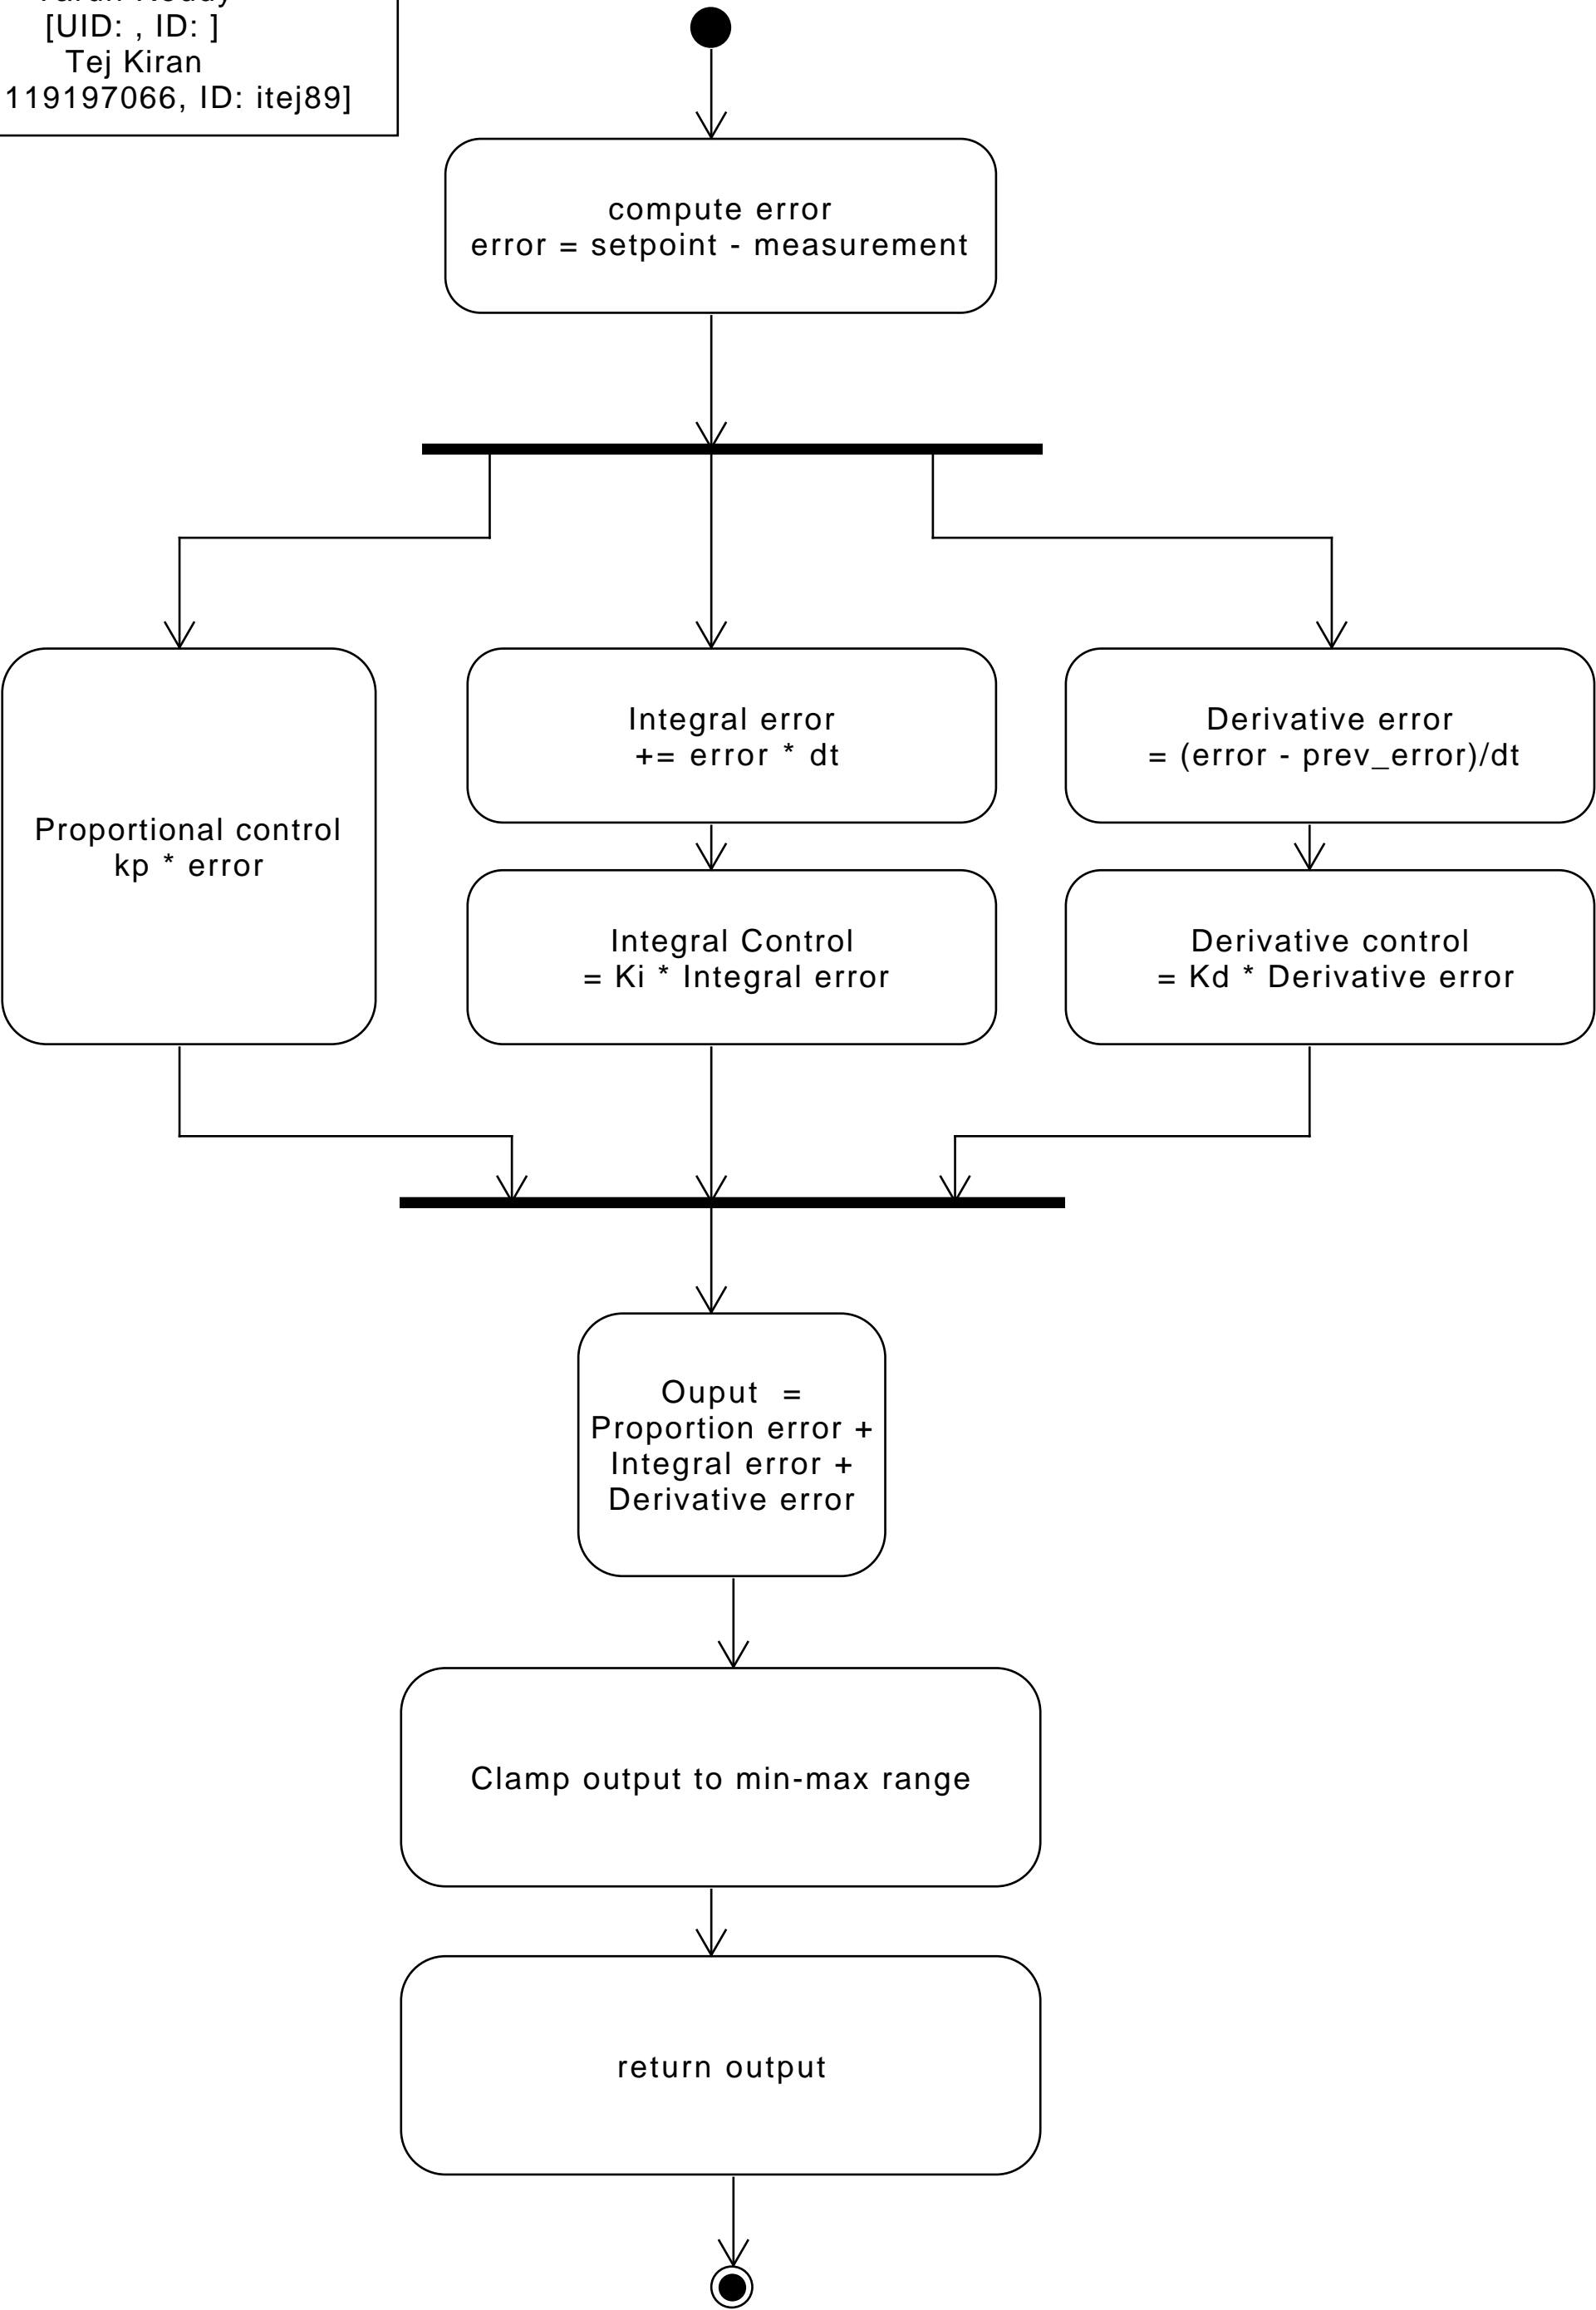 [UID: , ID: ]
Tej Kiran
119197066, ID: itej89]
compute error
error = setpoint - measurement
Proportional control
kp * error
Integral error
+= error * dt
Derivative error
= (error - prev_error)/dt
Integral Control
= Ki * Integral error
Derivative control
= Kd * Derivative error
Ouput  =
Proportion error +
Integral error +
Derivative error
Clamp output to min-max range
return output